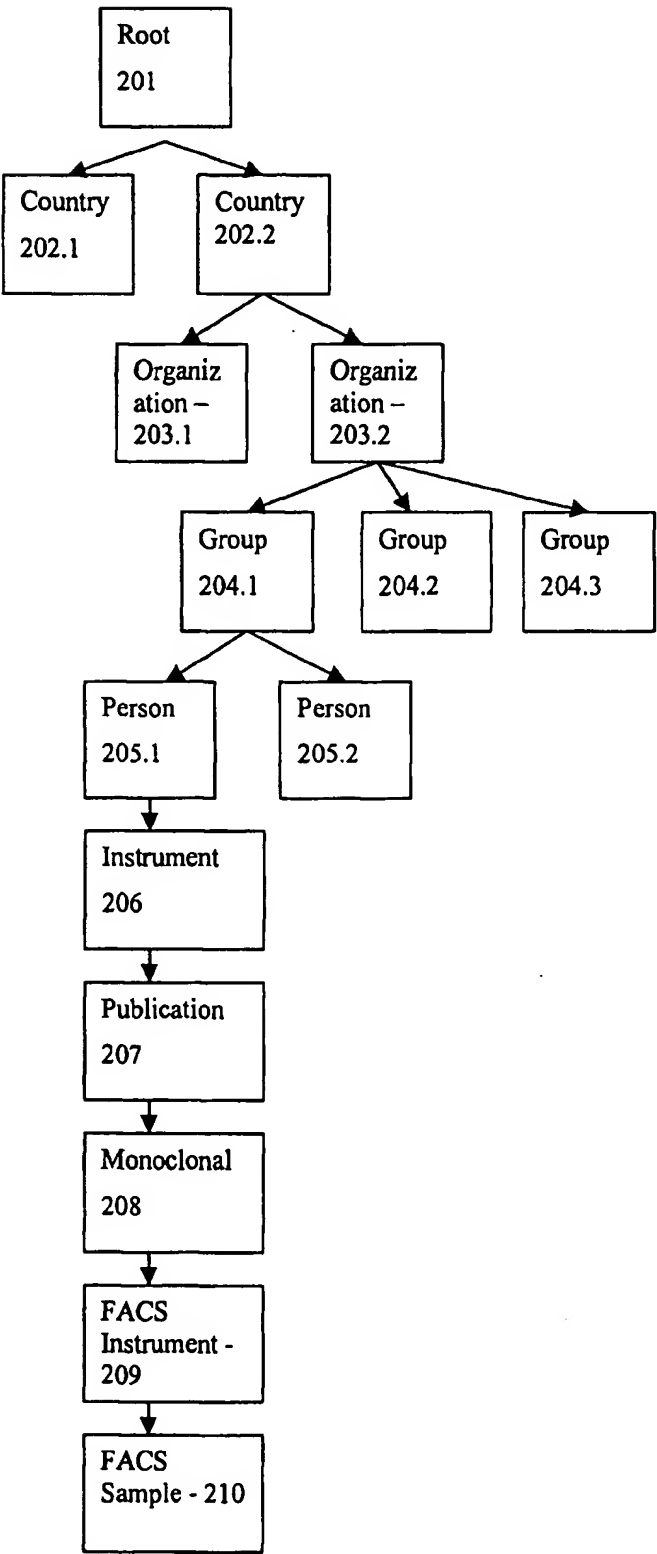 Root
201
Country
202.1
Country
202.2
Organiz
ation –
203.1
Organiz
ation –
203.2
Group
204.1
Group
204.2
Group
204.3
Person
205.1
Person
205.2
Instrument
206
Publication
207
Monoclonal
208
FACS
Instrument -
209
FACS
Sample - 210